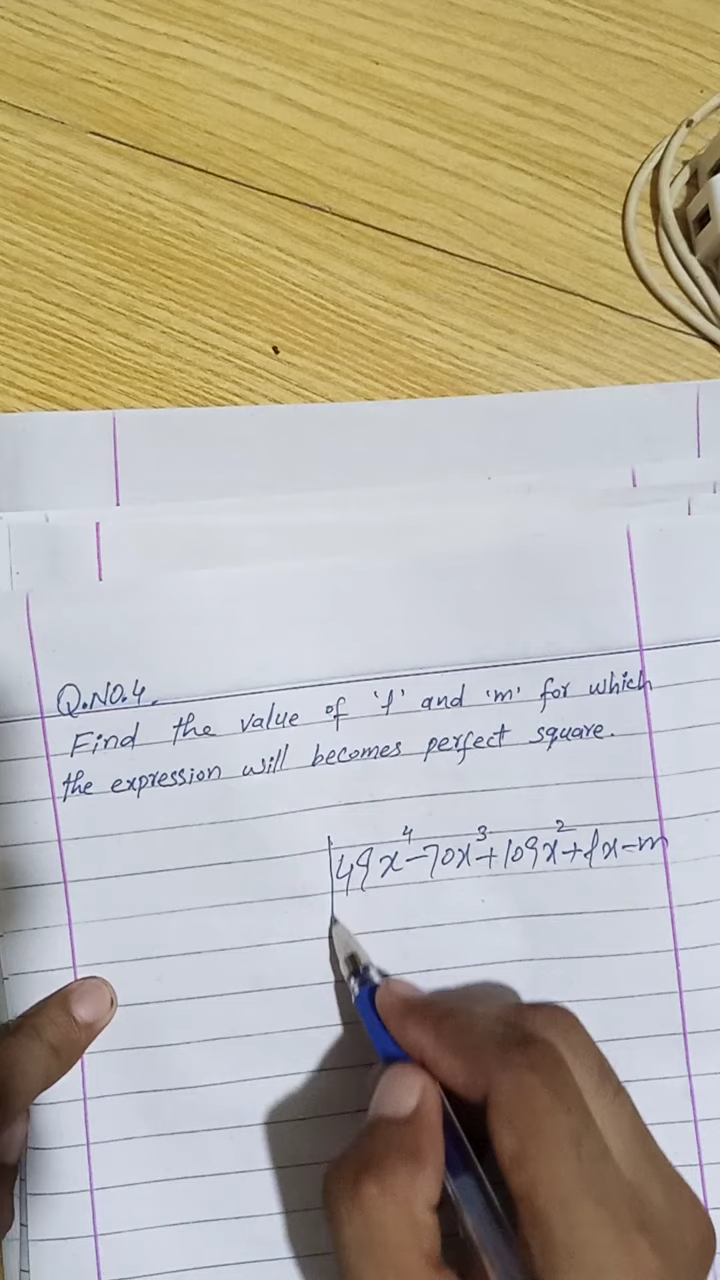 Q.NO.4.
Find the value of 'l' and 'm' for which
the expression will becomes perfect square.
49x⁴-70x³+109x²+lx-m